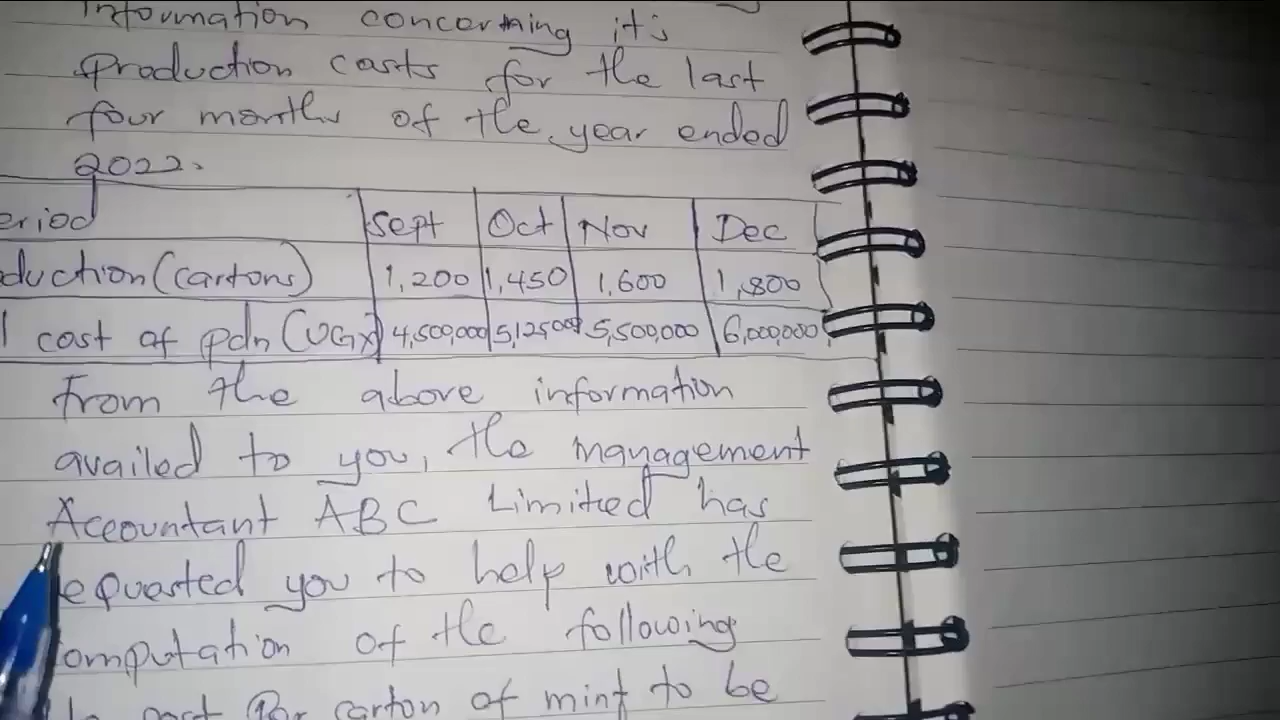 Information concerning it's
production costs for the last
four months of the year ended
2022.
eriod Sept Oct Nov Dec
duction (cartons) 1,200 1,450 1,600 1,800
l cost of pdn (UGX) 4,500,000 5,125,000 5,500,000 6,000,000
From the above information
availed to you, the management
Accountant ABC Limited has
equested you to help with the
omputation of the following
cost per carton of mint to be